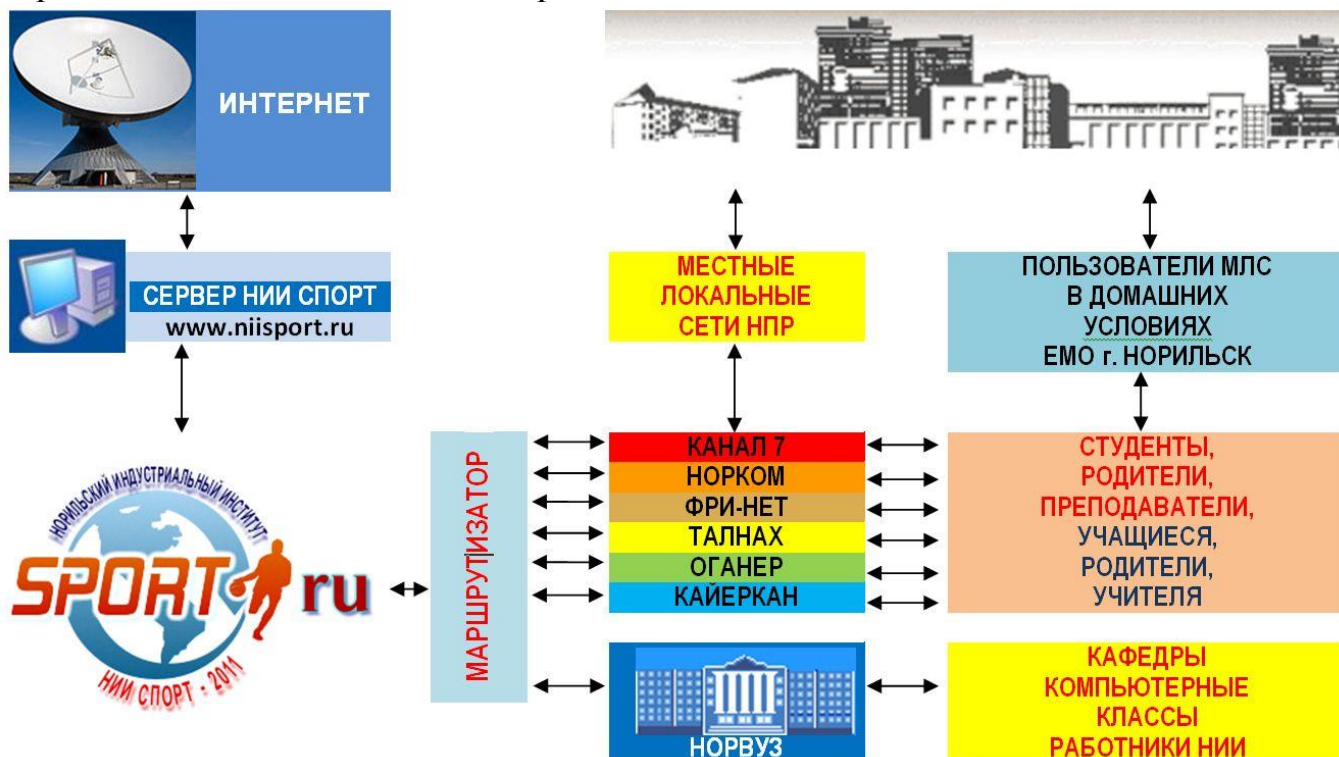 ИНТЕРНЕТ
СЕРВЕР НИИ СПОРТ
www.niisport.ru
МЕСТНЫЕ
ЛОКАЛЬНЫЕ
СЕТИ НПР
ПОЛЬЗОВАТЕЛИ МЛС
В ДОМАШНИХ
УСЛОВИЯХ
ЕМО г. НОРИЛЬСК
НОРИЛЬСКИЙ ИНДУСТРИАЛЬНЫЙ ИНСТИТУТ
SPORT ru
НИИ СПОРТ - 2011
МАРШРУТИЗАТОР
КАНАЛ 7
НОРКОМ
ФРИ-НЕТ
ТАЛНАХ
ОГАНЕР
КАЙЕРКАН
СТУДЕНТЫ,
РОДИТЕЛИ,
ПРЕПОДАВАТЕЛИ,
УЧАЩИЕСЯ,
РОДИТЕЛИ,
УЧИТЕЛЯ
НОРВУЗ
КАФЕДРЫ
КОМПЬЮТЕРНЫЕ
КЛАССЫ
РАБОТНИКИ НИИ